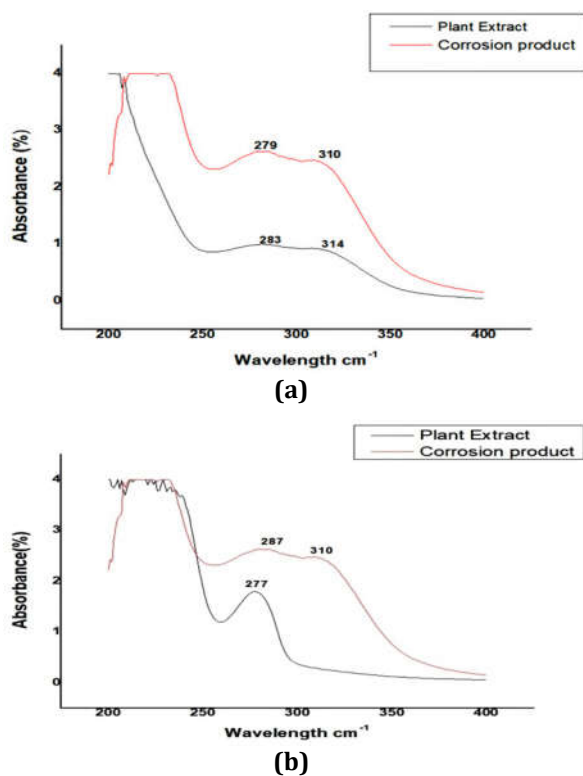 Plant Extract
Corrosion product
Absorbance (%)
4
3
2
1
0
279
310
283
314
200
250
300
350
400
Wavelength cm⁻¹
(a)
Plant Extract
Corrosion product
Absorbance(%)
4
3
2
1
0
287
310
277
200
250
300
350
400
Wavelength cm⁻¹
(b)